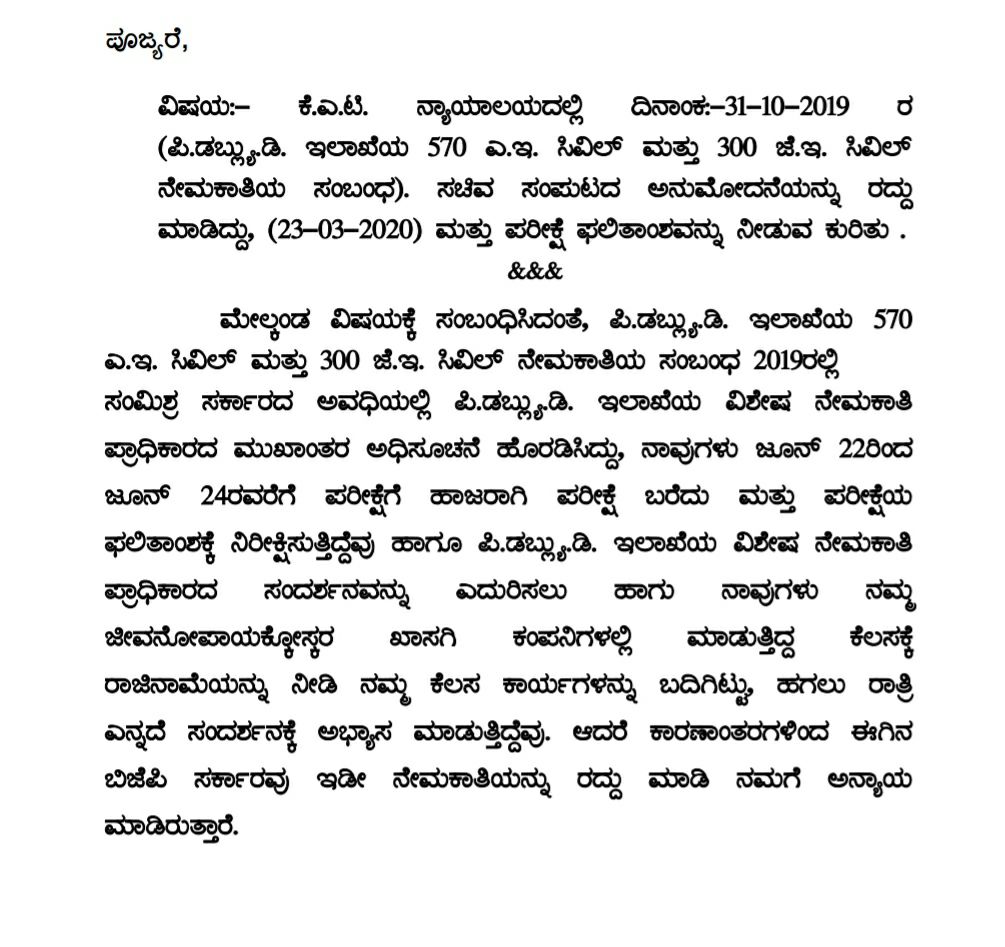 ಪೂಜ್ಯರೆ,
ವಿಷಯ:– ಕೆ.ಎ.ಟಿ. ನ್ಯಾಯಾಲಯದಲ್ಲಿ ದಿನಾಂಕ:–31–10–2019 ರ
(ಪಿ.ಡಬ್ಲ್ಯು.ಡಿ. ಇಲಾಖೆಯ 570 ಎ.ಇ. ಸಿವಿಲ್ ಮತ್ತು 300 ಜೆ.ಇ. ಸಿವಿಲ್
ನೇಮಕಾತಿಯ ಸಂಬಂಧ). ಸಚಿವ ಸಂಪುಟದ ಅನುಮೋದನೆಯನ್ನು ರದ್ದು
ಮಾಡಿದ್ದು, (23–03–2020) ಮತ್ತು ಪರೀಕ್ಷೆ ಫಲಿತಾಂಶವನ್ನು ನೀಡುವ ಕುರಿತು .
&&&
ಮೇಲ್ಕಂಡ ವಿಷಯಕ್ಕೆ ಸಂಬಂಧಿಸಿದಂತೆ, ಪಿ.ಡಬ್ಲ್ಯು.ಡಿ. ಇಲಾಖೆಯ 570
ಎ.ಇ. ಸಿವಿಲ್ ಮತ್ತು 300 ಜೆ.ಇ. ಸಿವಿಲ್ ನೇಮಕಾತಿಯ ಸಂಬಂಧ 2019ರಲ್ಲಿ
ಸಂಮಿಶ್ರ ಸರ್ಕಾರದ ಅವಧಿಯಲ್ಲಿ ಪಿ.ಡಬ್ಲ್ಯು.ಡಿ. ಇಲಾಖೆಯ ವಿಶೇಷ ನೇಮಕಾತಿ
ಪ್ರಾಧಿಕಾರದ ಮುಖಾಂತರ ಅಧಿಸೂಚನೆ ಹೊರಡಿಸಿದ್ದು, ನಾವುಗಳು ಜೂನ್ 22ರಿಂದ
ಜೂನ್ 24ರವರೆಗೆ ಪರೀಕ್ಷೆಗೆ ಹಾಜರಾಗಿ ಪರೀಕ್ಷೆ ಬರೆದು ಮತ್ತು ಪರೀಕ್ಷೆಯ
ಫಲಿತಾಂಶಕ್ಕೆ ನಿರೀಕ್ಷಿಸುತ್ತಿದ್ದೆವು ಹಾಗೂ ಪಿ.ಡಬ್ಲ್ಯು.ಡಿ. ಇಲಾಖೆಯ ವಿಶೇಷ ನೇಮಕಾತಿ
ಪ್ರಾಧಿಕಾರದ ಸಂದರ್ಶನವನ್ನು ಎದುರಿಸಲು ಹಾಗು ನಾವುಗಳು ನಮ್ಮ
ಜೀವನೋಪಾಯಕ್ಕೋಸ್ಕರ ಖಾಸಗಿ ಕಂಪನಿಗಳಲ್ಲಿ ಮಾಡುತ್ತಿದ್ದ ಕೆಲಸಕ್ಕೆ
ರಾಜಿನಾಮೆಯನ್ನು ನೀಡಿ ನಮ್ಮ ಕೆಲಸ ಕಾರ್ಯಗಳನ್ನು ಬದಿಗಿಟ್ಟು, ಹಗಲು ರಾತ್ರಿ
ಎನ್ನದೆ ಸಂದರ್ಶನಕ್ಕೆ ಅಭ್ಯಾಸ ಮಾಡುತ್ತಿದ್ದೆವು. ಆದರೆ ಕಾರಣಾಂತರಗಳಿಂದ ಈಗಿನ
ಬಿಜೆಪಿ ಸರ್ಕಾರವು ಇಡೀ ನೇಮಕಾತಿಯನ್ನು ರದ್ದು ಮಾಡಿ ನಮಗೆ ಅನ್ಯಾಯ
ಮಾಡಿರುತ್ತಾರೆ.